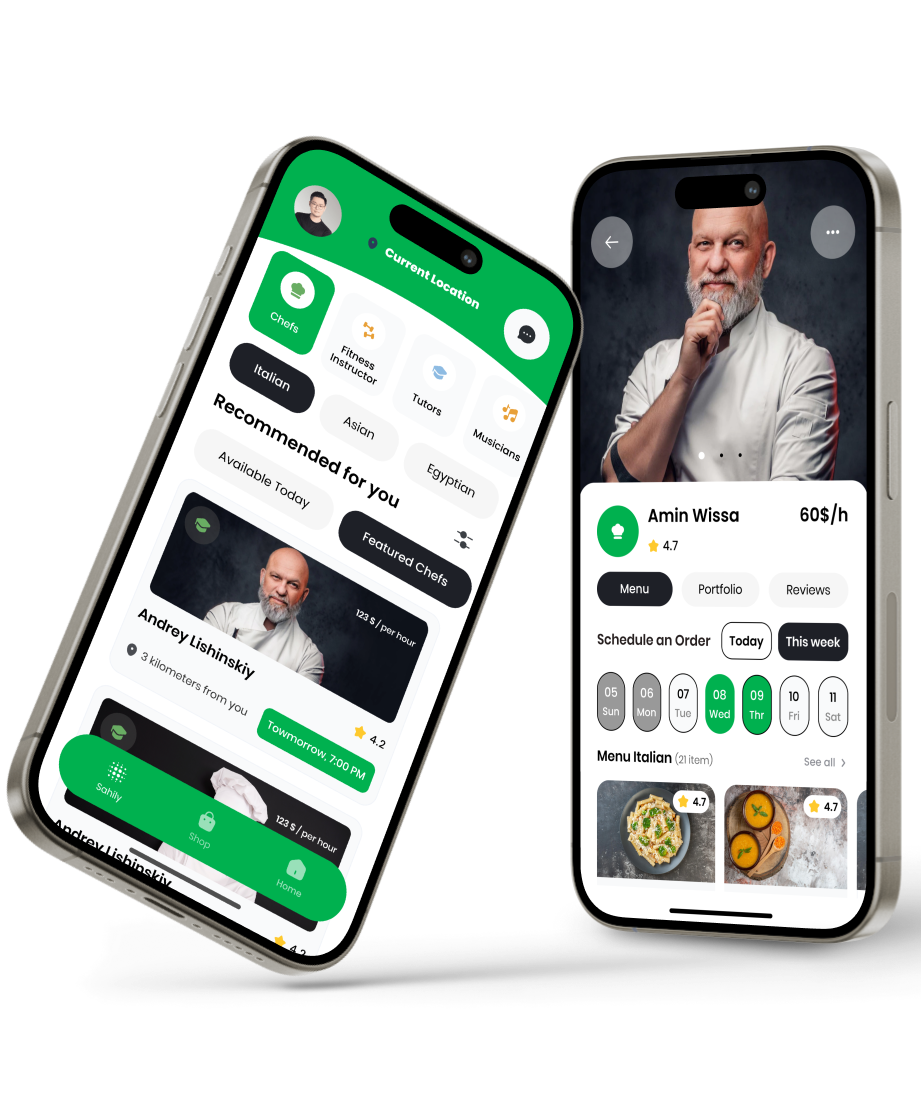 Current Location
Chefs
Fitness
Instructor
Tutors
Musicians
Italian
Asian
Egyptian
Recommended for you
Available Today
Featured Chefs
123 $ / per hour
Andrey Lishinskiy
3 kilometers from you
4.2
Towmorrow, 7:00 PM
123 $ / per hour
Andrey Lishinskiy
4.2
Sahily
Shop
Home
Amin Wissa
60$/h
4.7
Menu
Portfolio
Reviews
Schedule an Order
Today
This week
05
Sun
06
Mon
07
Tue
08
Wed
09
Thr
10
Fri
11
Sat
Menu Italian (21 item)
See all
4.7
4.7